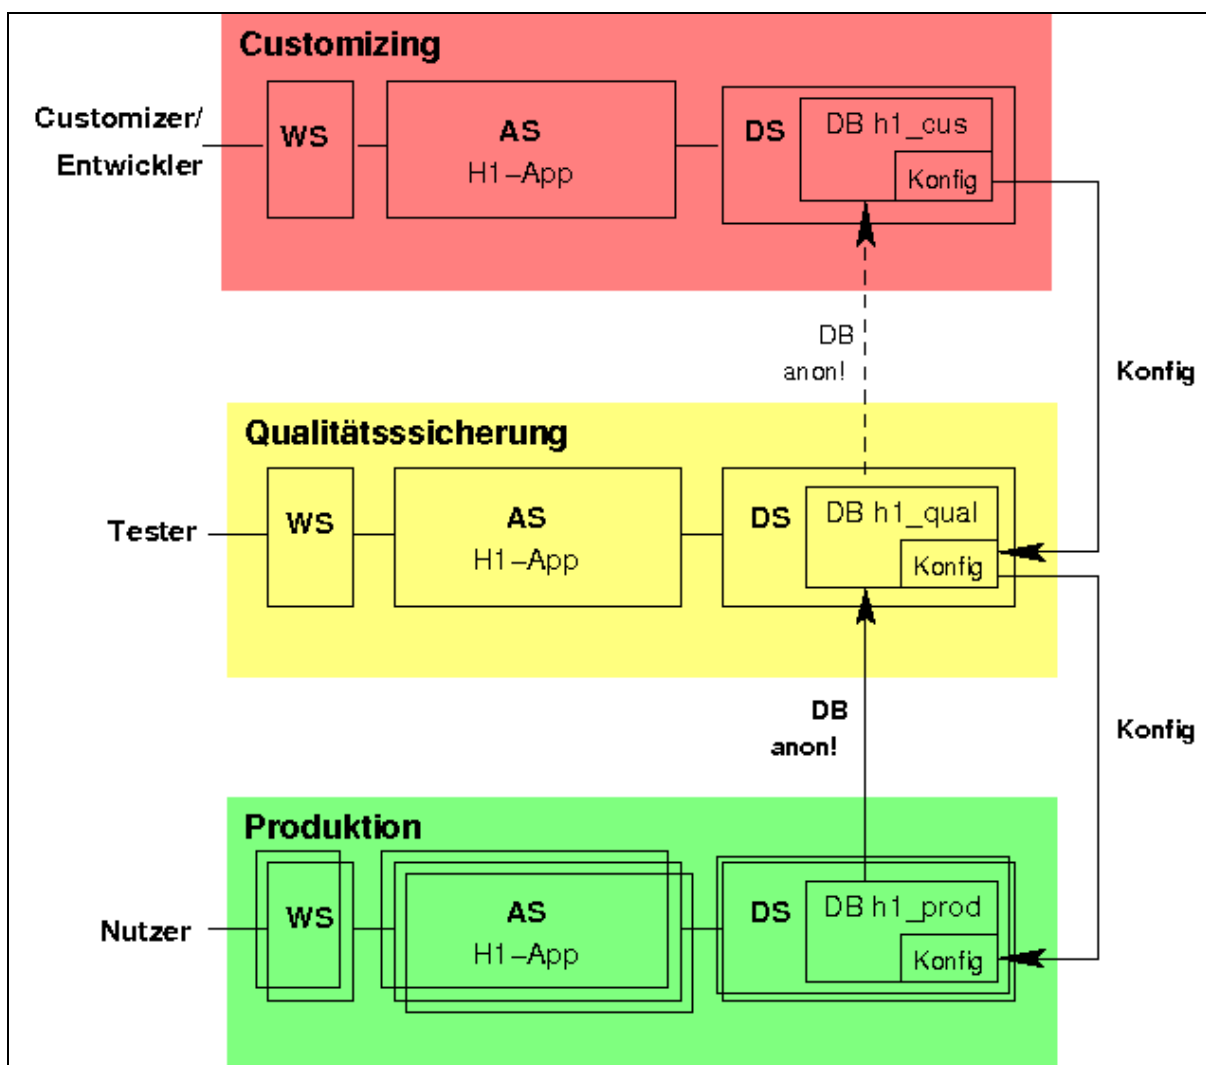 Customizing
Customizer/
Entwickler
WS
AS
H1–App
DS
DB h1_cus
Konfig
DB
anon!
Konfig
Qualitätsssicherung
Tester
WS
AS
H1–App
DS
DB h1_qual
Konfig
DB
anon!
Konfig
Produktion
Nutzer
WS
AS
H1–App
DS
DB h1_prod
Konfig